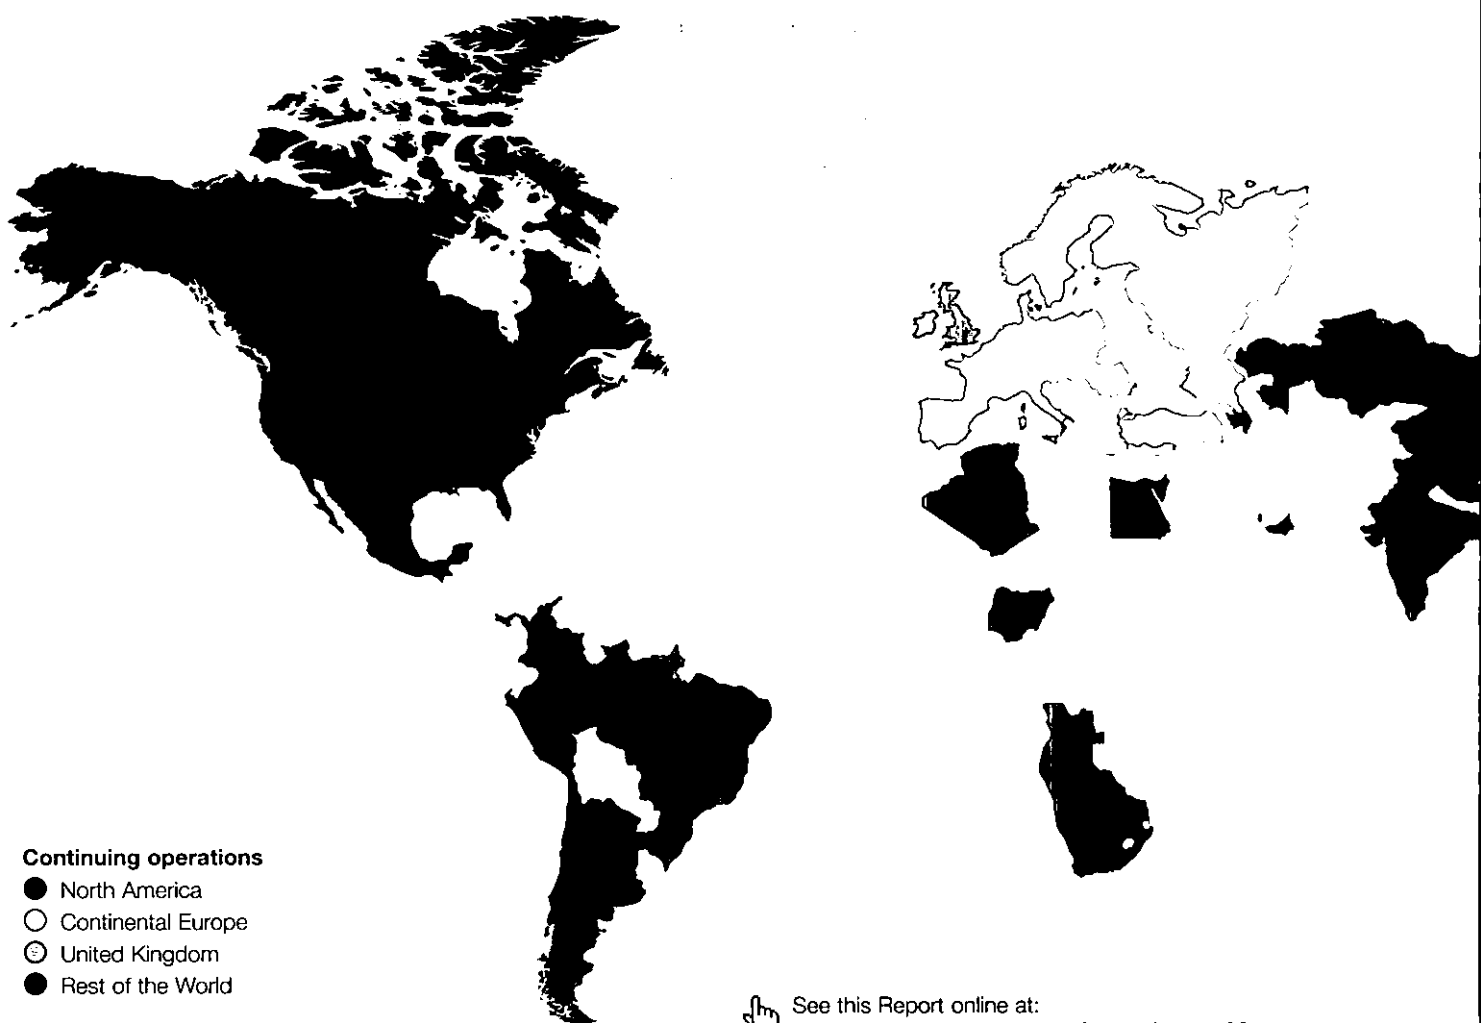 Continuing operations
North America
Continental Europe
United Kingdom
Rest of the World
See this Report online at: